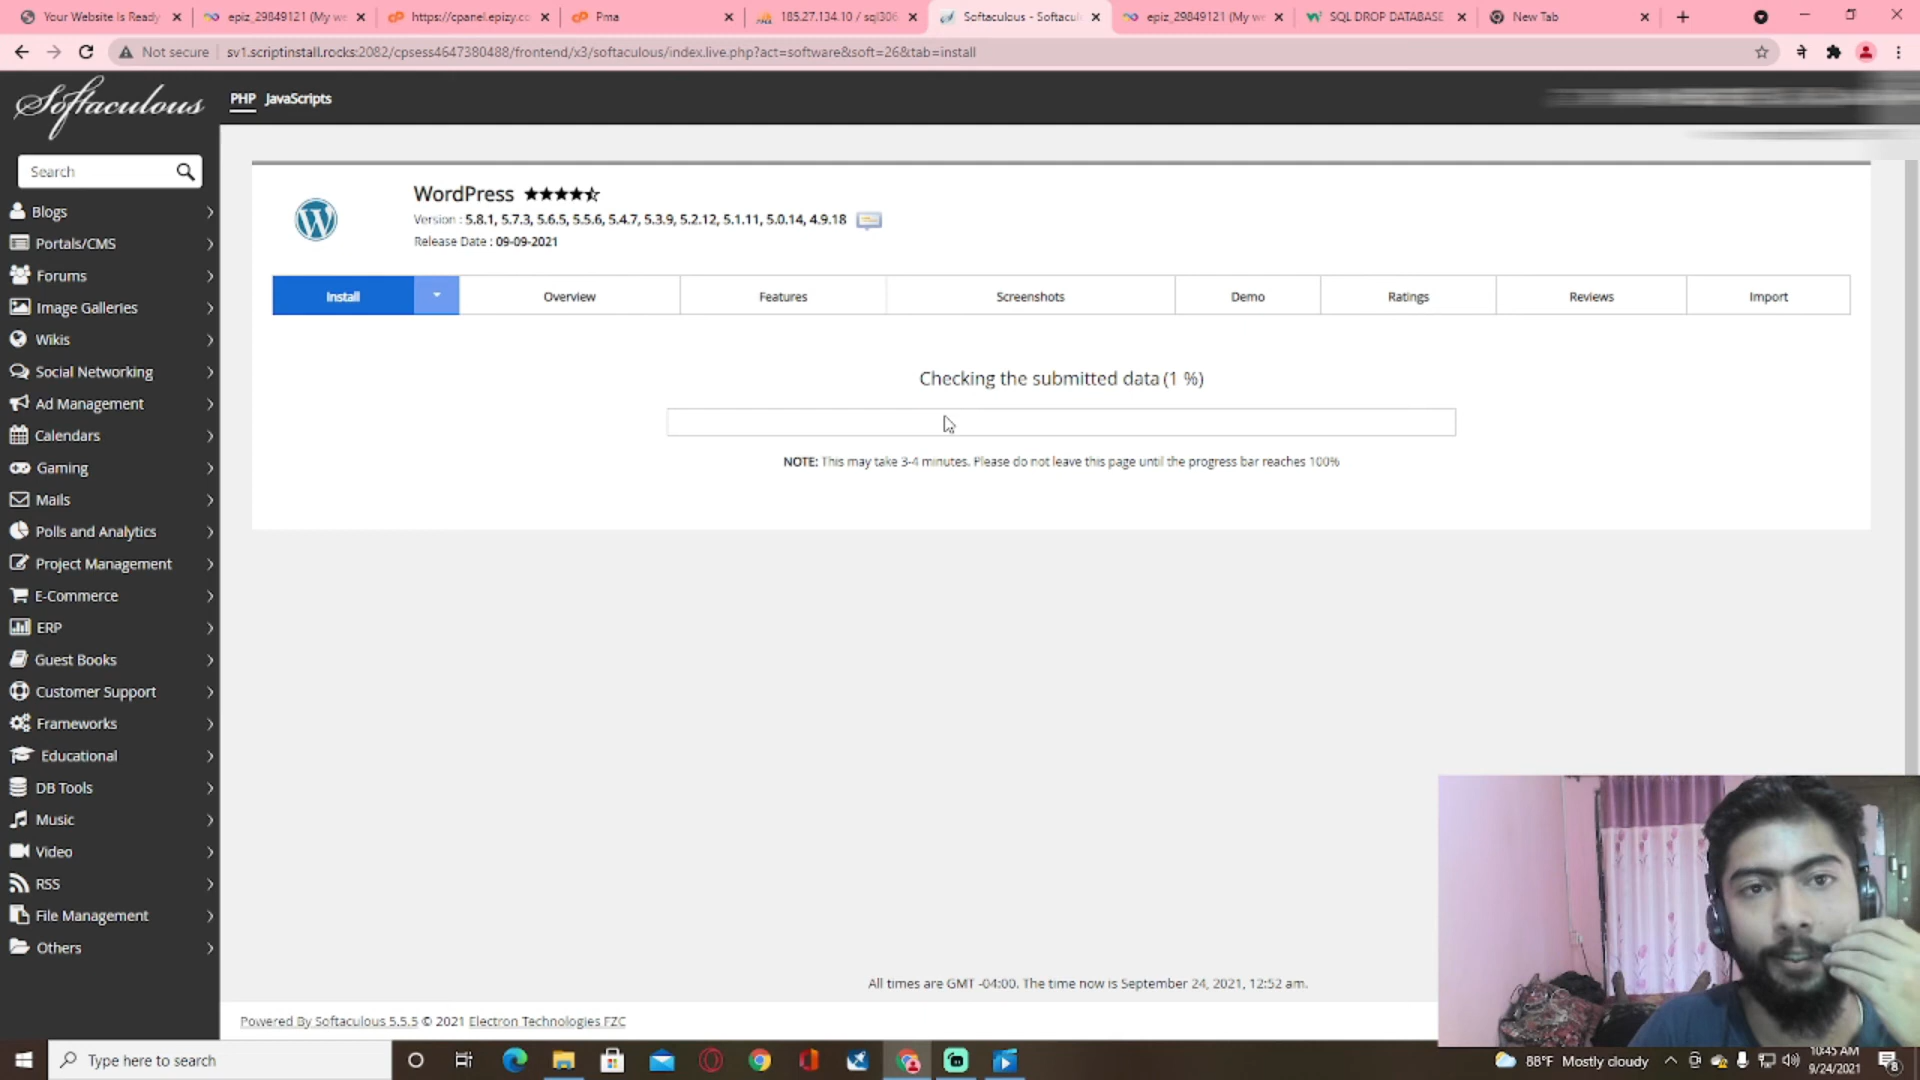 Your Website Is Ready
epiz_29849121 (My we
https://cpanel.epizy.co
Pma
185.27.134.10 / sql306
Softaculous - Softacul
epiz_29849121 (My we
SQL DROP DATABASE
New Tab
Not secure
sv1.scriptinstall.rocks:2082/cpsess4647380488/frontend/x3/softaculous/index.live.php?act=software&soft=26&tab=install
Softaculous
PHP JavaScripts
Search
Blogs
Portals/CMS
Forums
Image Galleries
Wikis
Social Networking
Ad Management
Calendars
Gaming
Mails
Polls and Analytics
Project Management
E-Commerce
ERP
Guest Books
Customer Support
Frameworks
Educational
DB Tools
Music
Video
RSS
File Management
Others
WordPress
Version : 5.8.1, 5.7.3, 5.6.5, 5.5.6, 5.4.7, 5.3.9, 5.2.12, 5.1.11, 5.0.14, 4.9.18
Release Date : 09-09-2021
Install
Overview
Features
Screenshots
Demo
Ratings
Reviews
Import
Checking the submitted data (1 %)
NOTE: This may take 3-4 minutes. Please do not leave this page until the progress bar reaches 100%
All times are GMT -04:00. The time now is September 24, 2021, 12:52 am.
Powered By Softaculous 5.5.5 © 2021 Electron Technologies FZC
Type here to search
88°F Mostly cloudy
10:45 AM
9/24/2021
8